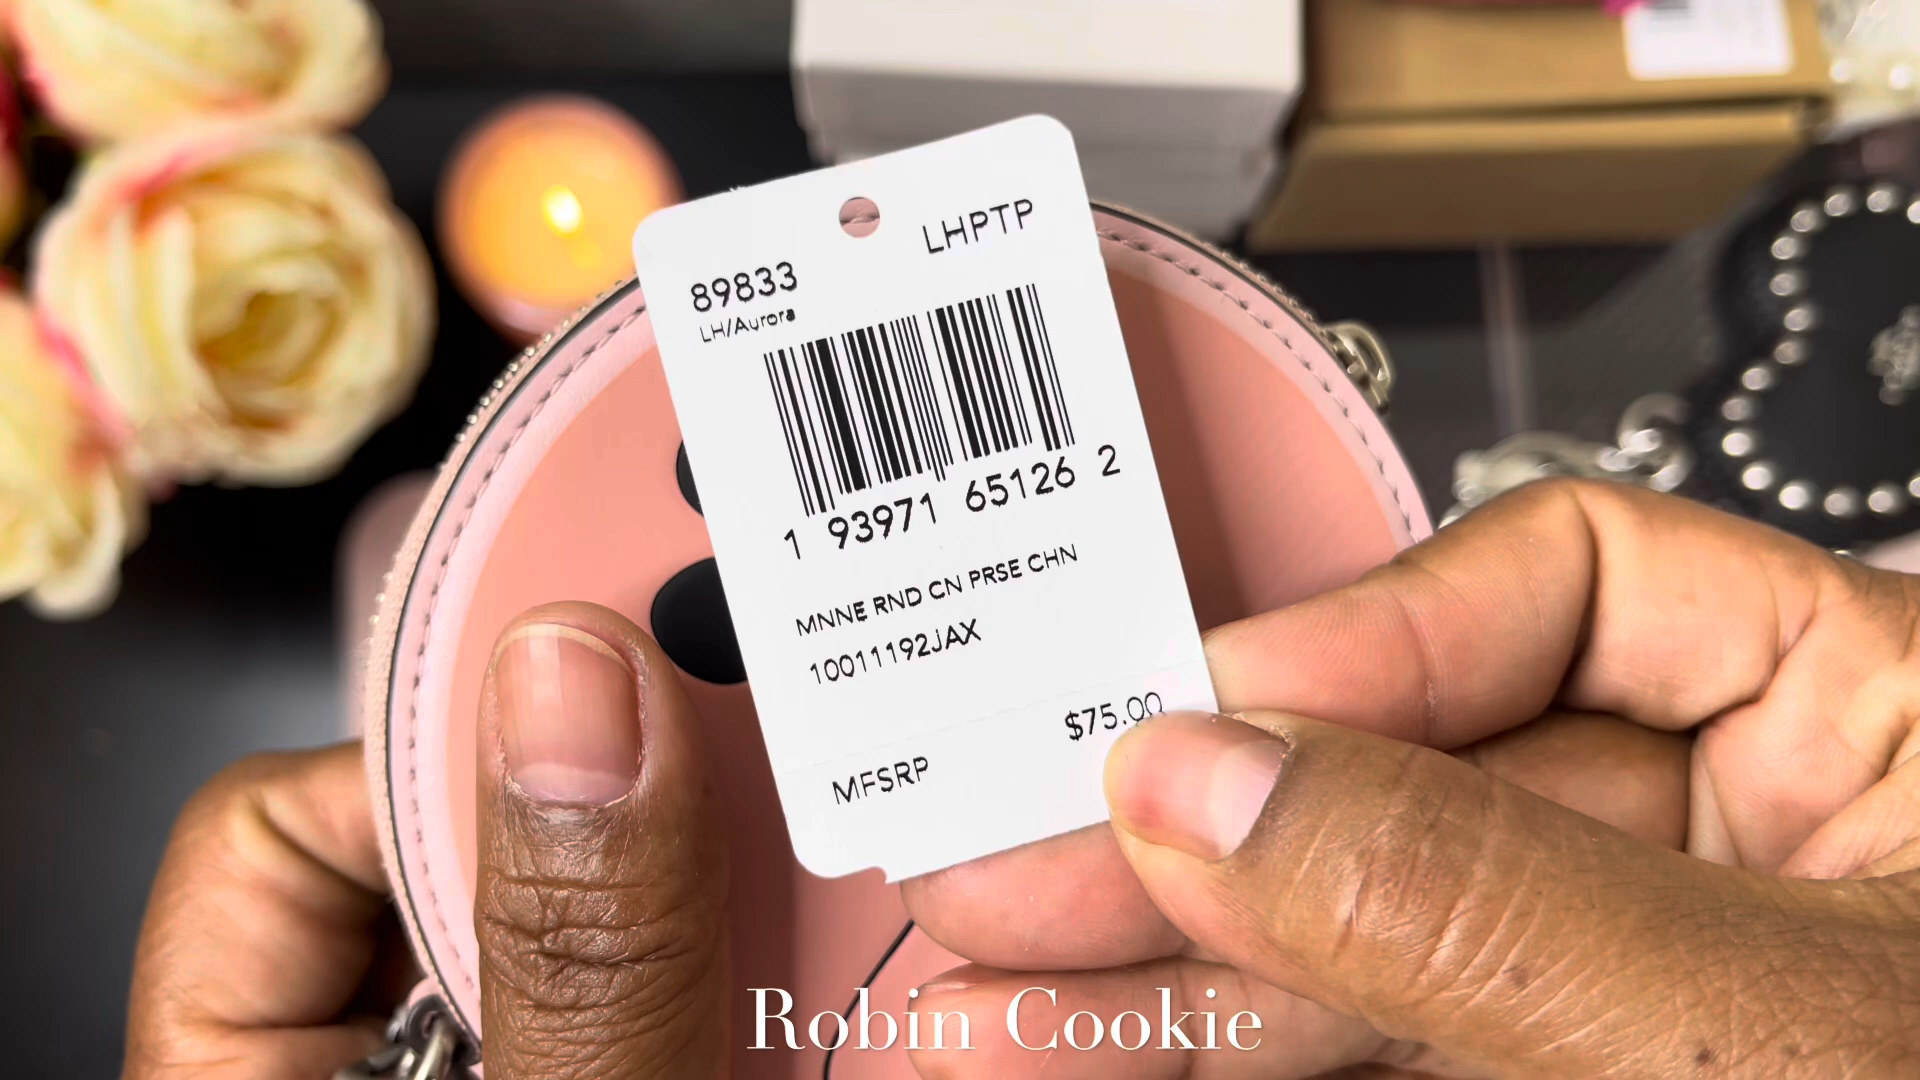 LHPTP
89833
LH/Aurora
1 93971 65126 2
MNNE RND CN PRSE CHN
10011192JAX
$75.00
MFSRP
Robin Cookie